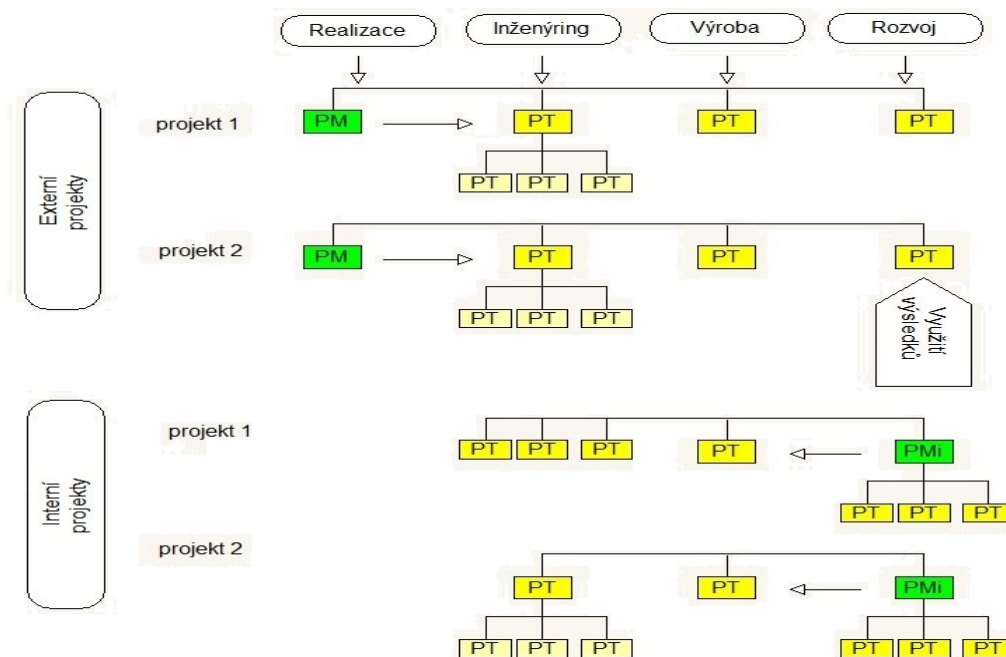 Realizace Inženýring Výroba Rozvoj
Externí
projekty
projekt 1 PM PT PT PT
PT PT PT
projekt 2 PM PT PT PT
PT PT PT
Využití
výsledků
Interní
projekty
projekt 1 PT PT PT PT PMi
PT PT PT
projekt 2 PT PT PMi
PT PT PT PT PT PT